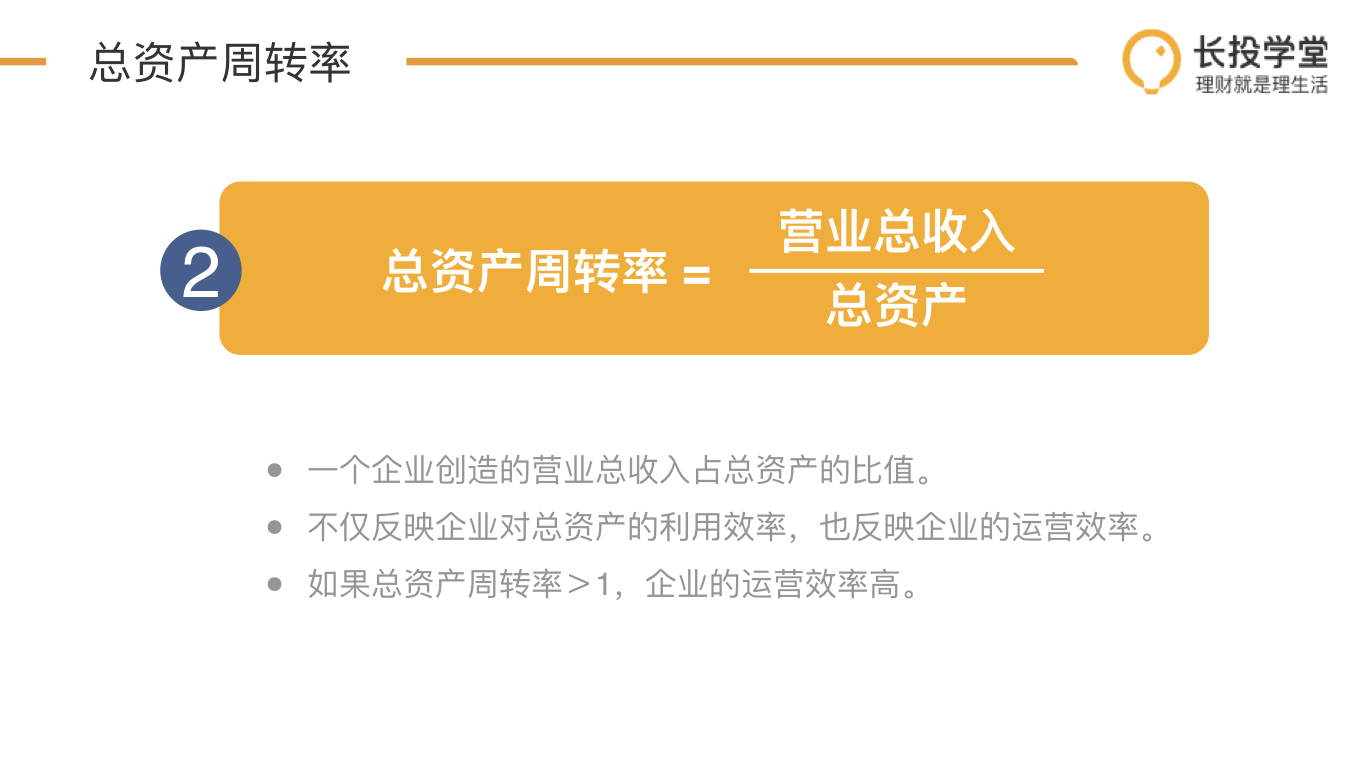 总资产周转率
长投学堂
理财就是理生活
2
总资产周转率 =
营业总收入
总资产
● 一个企业创造的营业总收入占总资产的比值。
● 不仅反映企业对总资产的利用效率，也反映企业的运营效率。
● 如果总资产周转率＞1，企业的运营效率高。